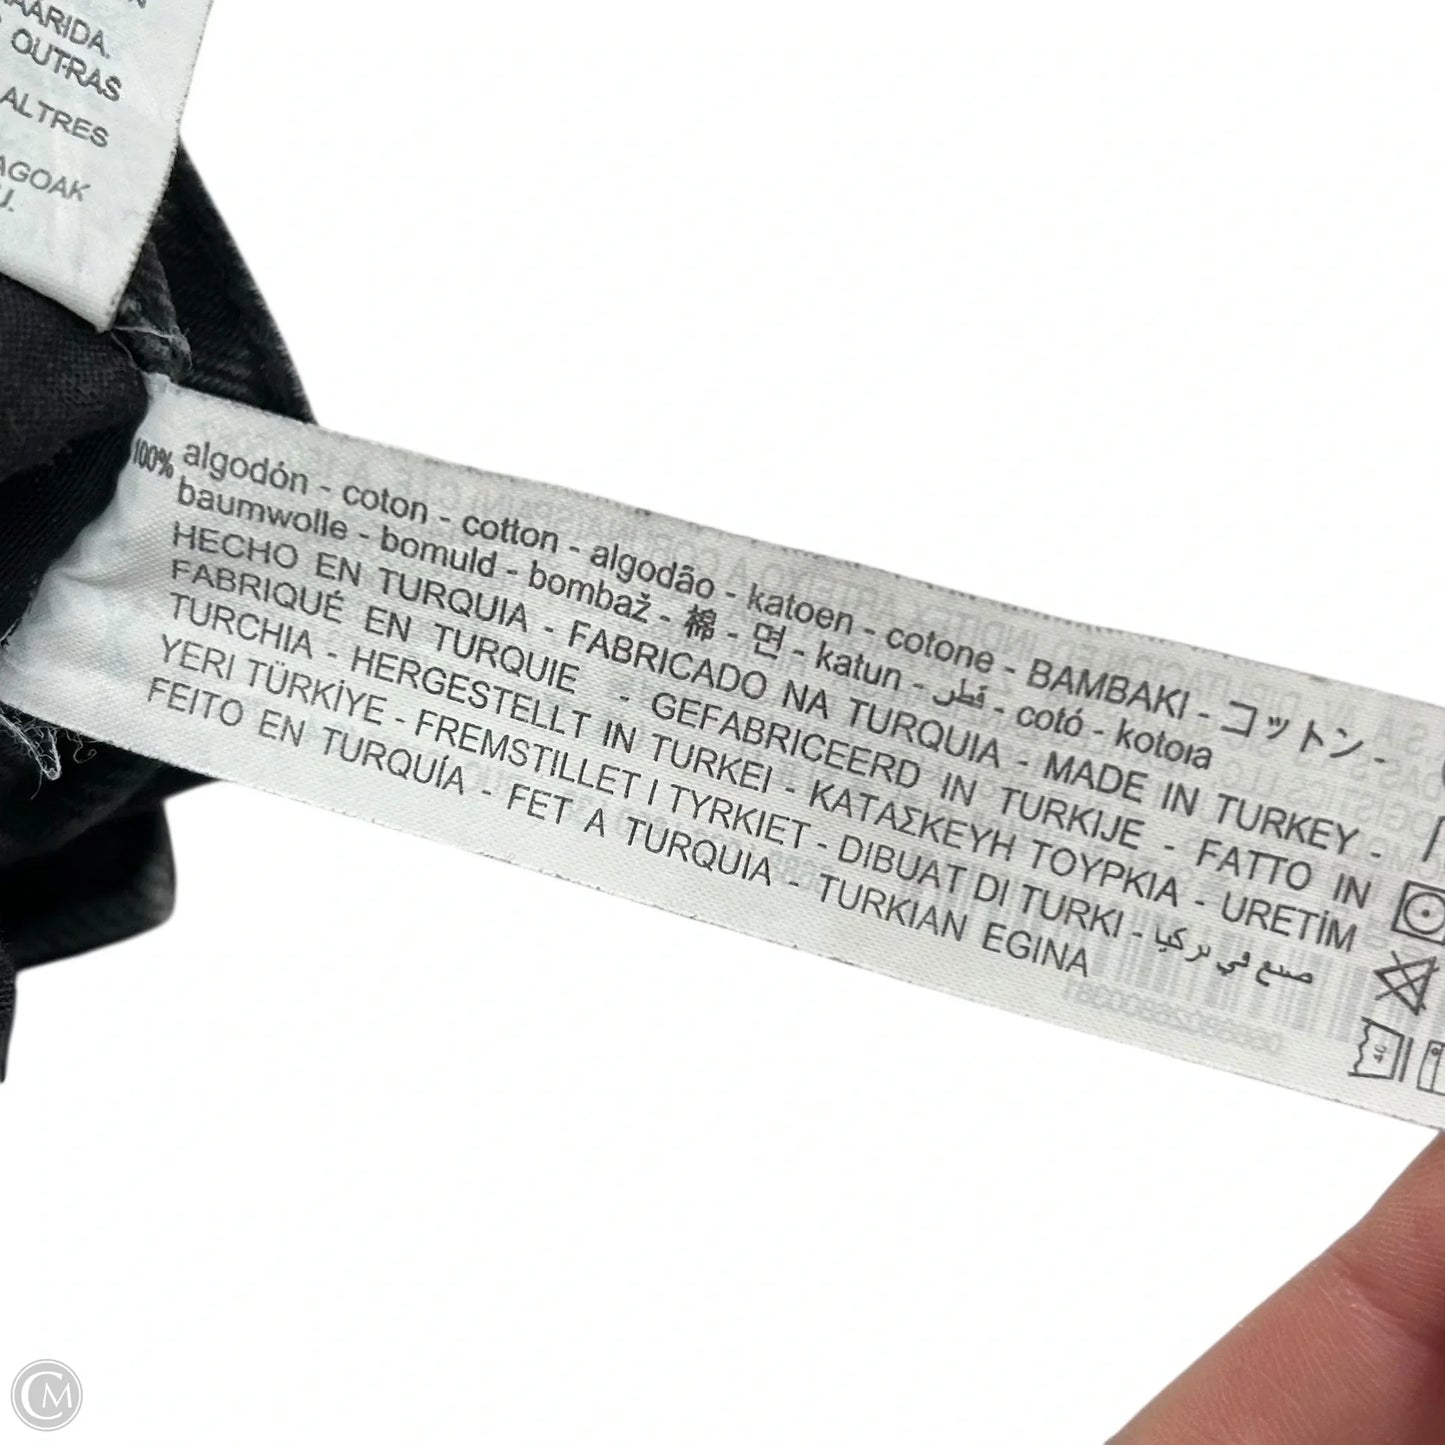 AARIDA.
OUTRAS
ALTRES
AGOAK
U.
100% algodón - coton - cotton - algodão - katoen - cotone - BAMBAKI - コットン -
baumwolle - bomuld - bombaž - 棉 - 면 - katun - قطن - cotó - kotoia
HECHO EN TURQUIA - FABRICADO NA TURQUIA - MADE IN TURKEY -
FABRIQUÉ EN TURQUIE - GEFABRICEERD IN TURKIJE - FATTO IN
TURCHIA - HERGESTELLT IN TURKEI - ΚΑΤΑΣΚΕΥΗ ΤΟΥΡΚΙΑ - URETİM
YERI TÜRKİYE - FREMSTILLET I TYRKIET - DIBUAT DI TURKI - صنع في تركيا
FEITO EN TURQUÍA - FET A TURQUIA - TURKIAN EGINA
40
CM